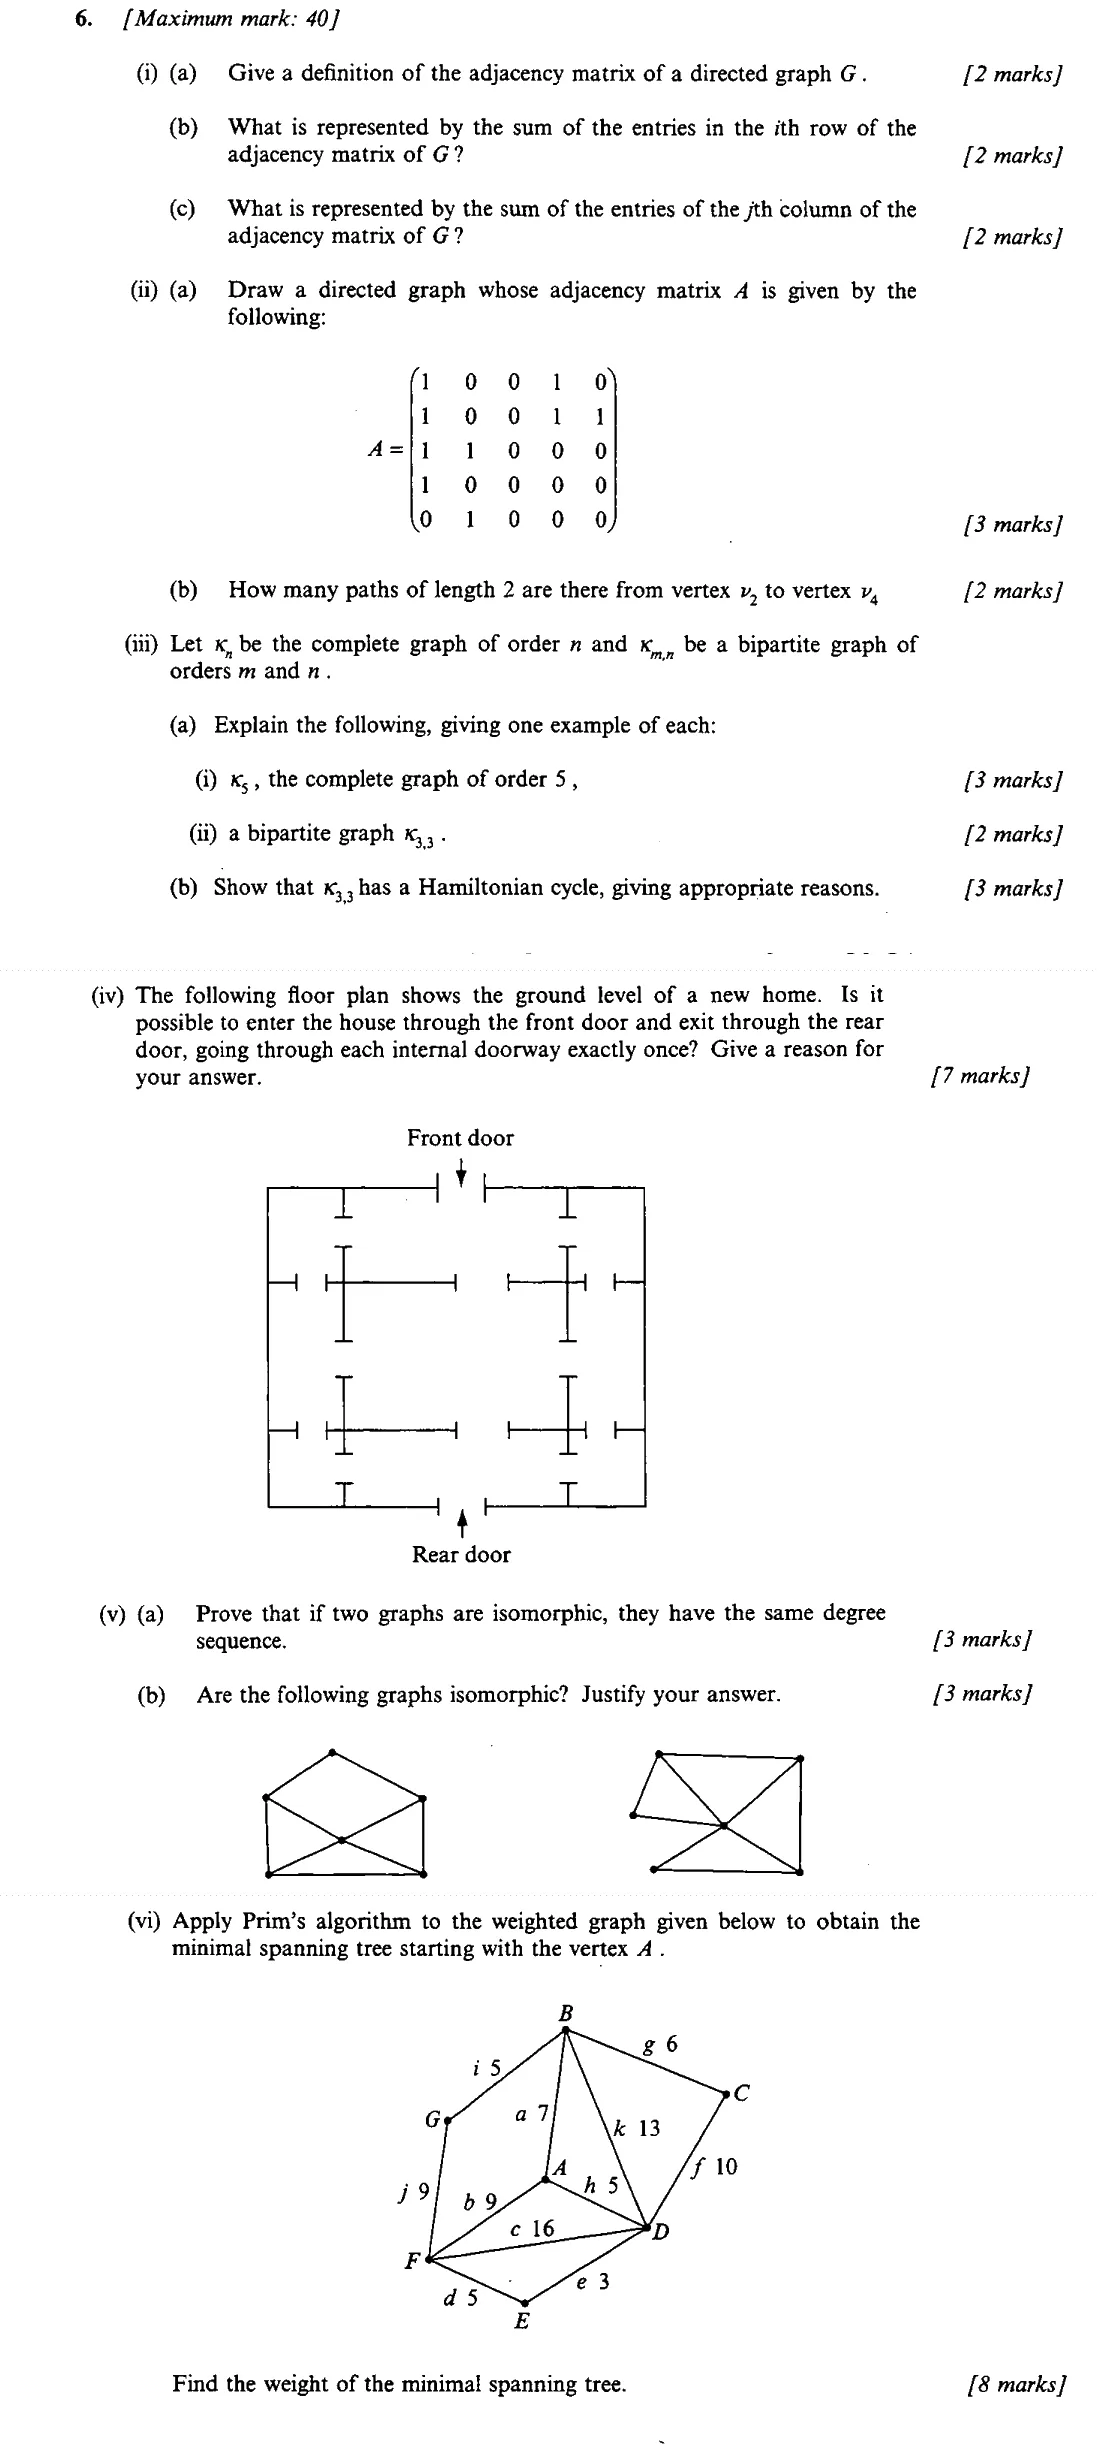 6. [Maximum mark: 40]
(i) (a) Give a definition of the adjacency matrix of a directed graph G . [2 marks]
(b) What is represented by the sum of the entries in the ith row of the
adjacency matrix of G ? [2 marks]
(c) What is represented by the sum of the entries of the jth column of the
adjacency matrix of G ? [2 marks]
(ii) (a) Draw a directed graph whose adjacency matrix A is given by the
following:
1 0 0 1 0
1 0 0 1 1
A = 1 1 0 0 0
1 0 0 0 0
0 1 0 0 0
[3 marks]
(b) How many paths of length 2 are there from vertex ν₂ to vertex ν₄ [2 marks]
(iii) Let κₙ be the complete graph of order n and κₘ,ₙ be a bipartite graph of
orders m and n .
(a) Explain the following, giving one example of each:
(i) κ₅ , the complete graph of order 5 , [3 marks]
(ii) a bipartite graph κ₃,₃ . [2 marks]
(b) Show that κ₃,₃ has a Hamiltonian cycle, giving appropriate reasons. [3 marks]
(iv) The following floor plan shows the ground level of a new home. Is it
possible to enter the house through the front door and exit through the rear
door, going through each internal doorway exactly once? Give a reason for
your answer. [7 marks]
Front door
Rear door
(v) (a) Prove that if two graphs are isomorphic, they have the same degree
sequence. [3 marks]
(b) Are the following graphs isomorphic? Justify your answer. [3 marks]
(vi) Apply Prim's algorithm to the weighted graph given below to obtain the
minimal spanning tree starting with the vertex A .
B
g 6
i 5
C
G
a 7
k 13
A
f 10
h 5
j 9
b 9
c 16
D
F
e 3
d 5
E
Find the weight of the minimal spanning tree. [8 marks]